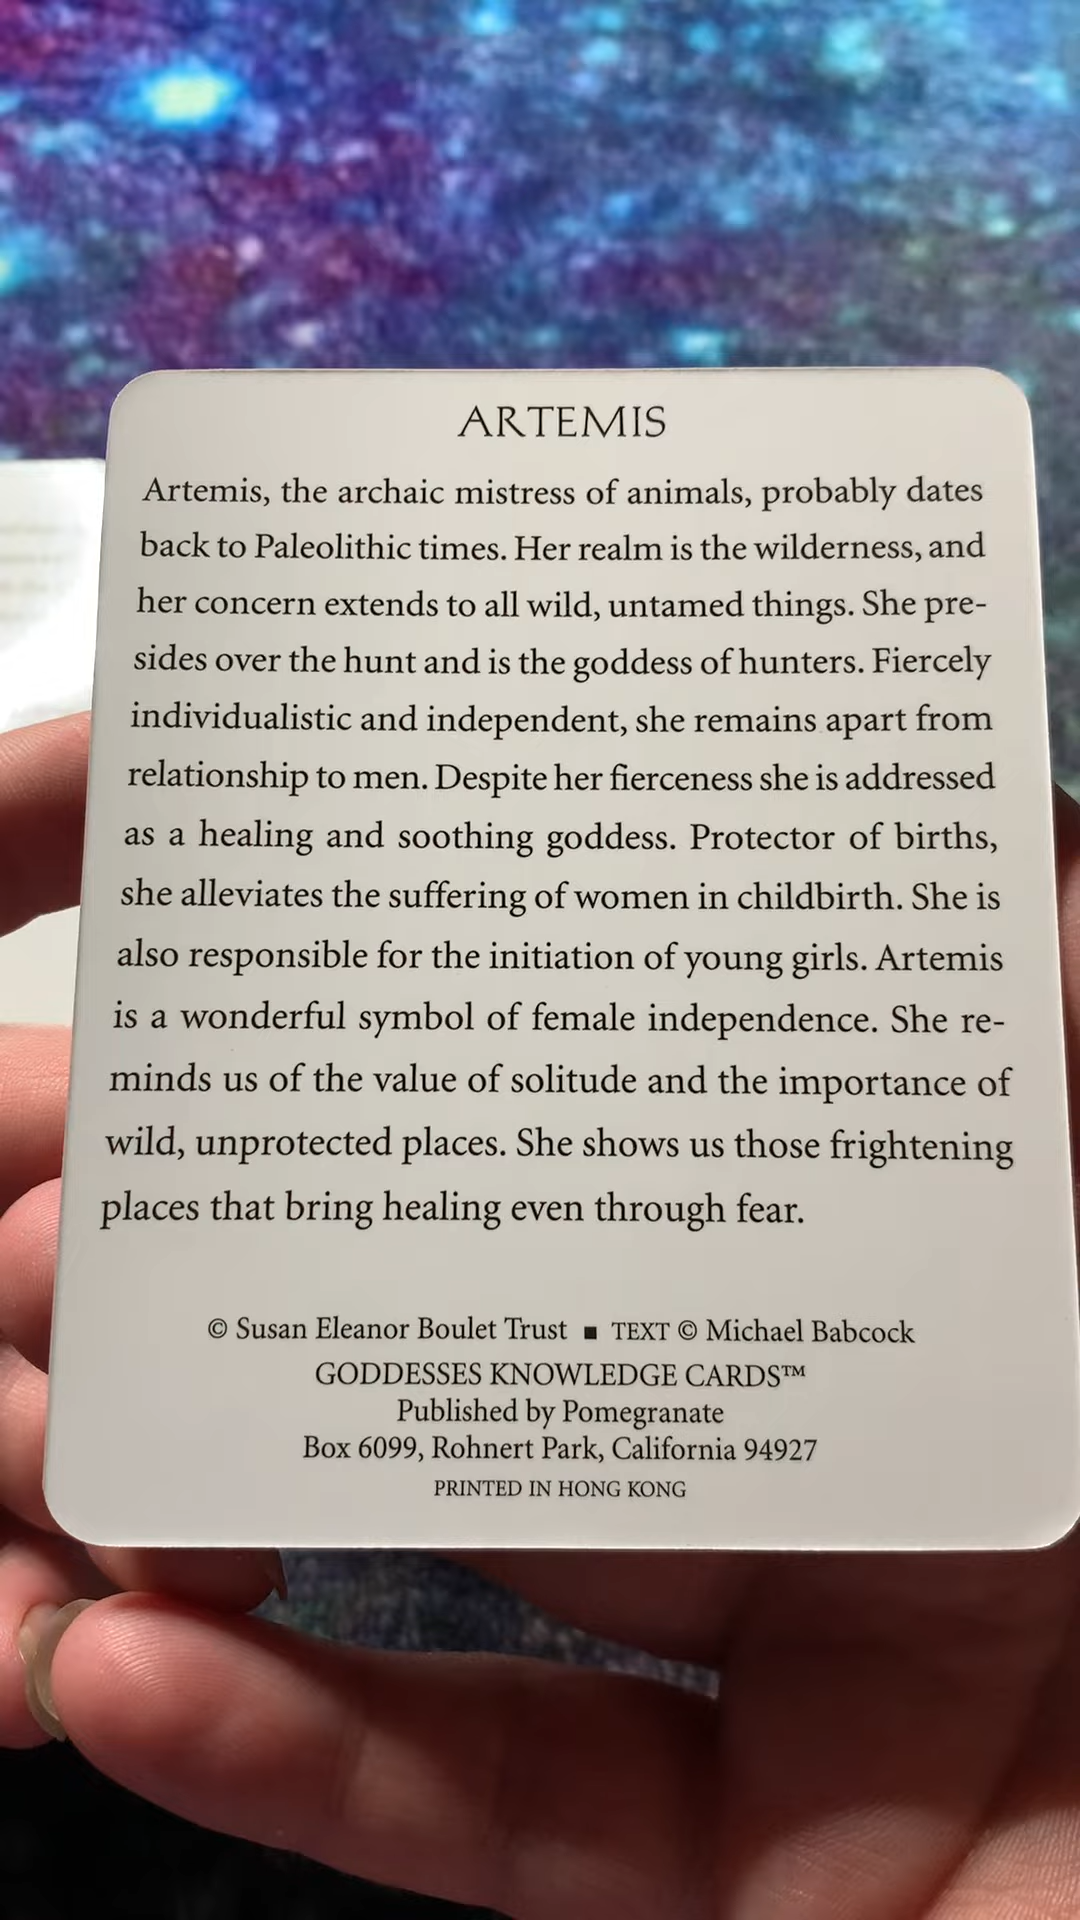 ARTEMIS
Artemis, the archaic mistress of animals, probably dates
back to Paleolithic times. Her realm is the wilderness, and
her concern extends to all wild, untamed things. She pre-
sides over the hunt and is the goddess of hunters. Fiercely
individualistic and independent, she remains apart from
relationship to men. Despite her fierceness she is addressed
as a healing and soothing goddess. Protector of births,
she alleviates the suffering of women in childbirth. She is
also responsible for the initiation of young girls. Artemis
is a wonderful symbol of female independence. She re-
minds us of the value of solitude and the importance of
wild, unprotected places. She shows us those frightening
places that bring healing even through fear.
© Susan Eleanor Boulet Trust ■ TEXT © Michael Babcock
GODDESSES KNOWLEDGE CARDS™
Published by Pomegranate
Box 6099, Rohnert Park, California 94927
PRINTED IN HONG KONG